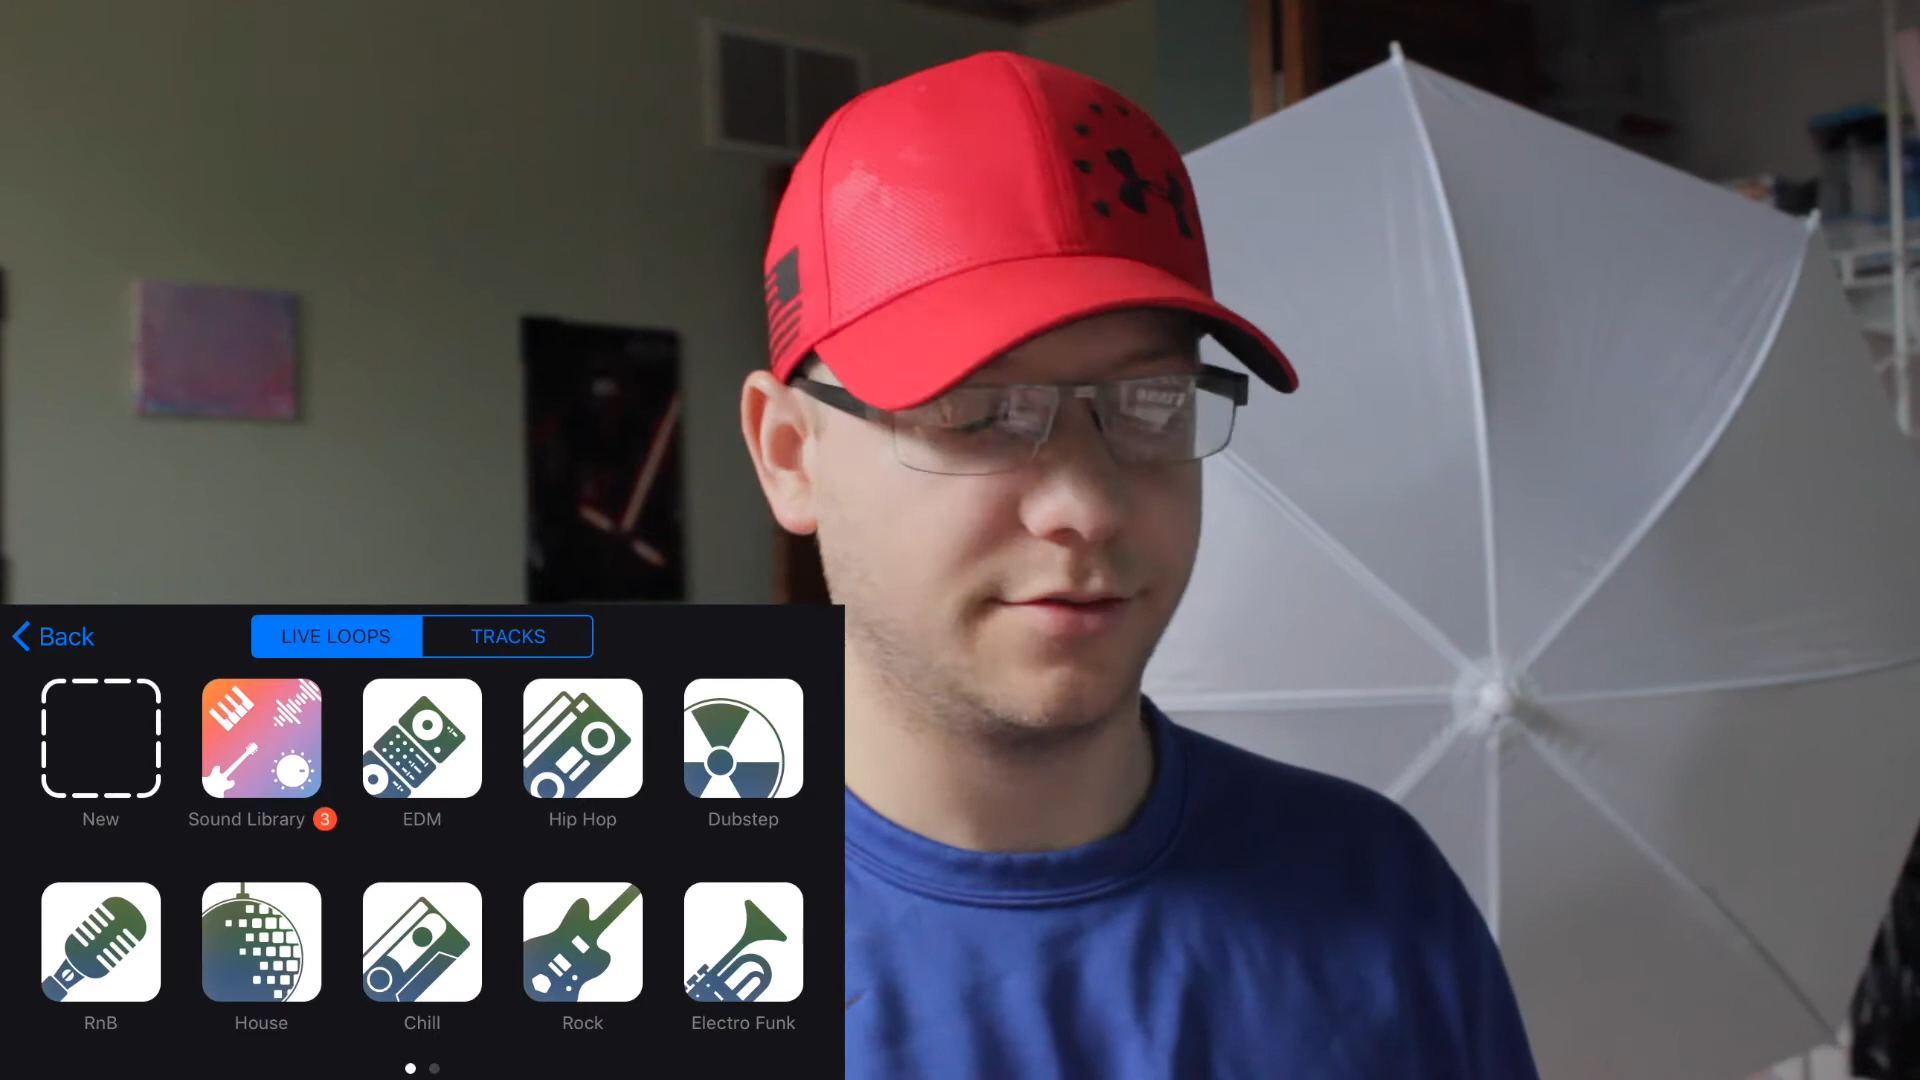 Back
LIVE LOOPS TRACKS
New Sound Library 3 EDM Hip Hop Dubstep
RnB House Chill Rock Electro Funk